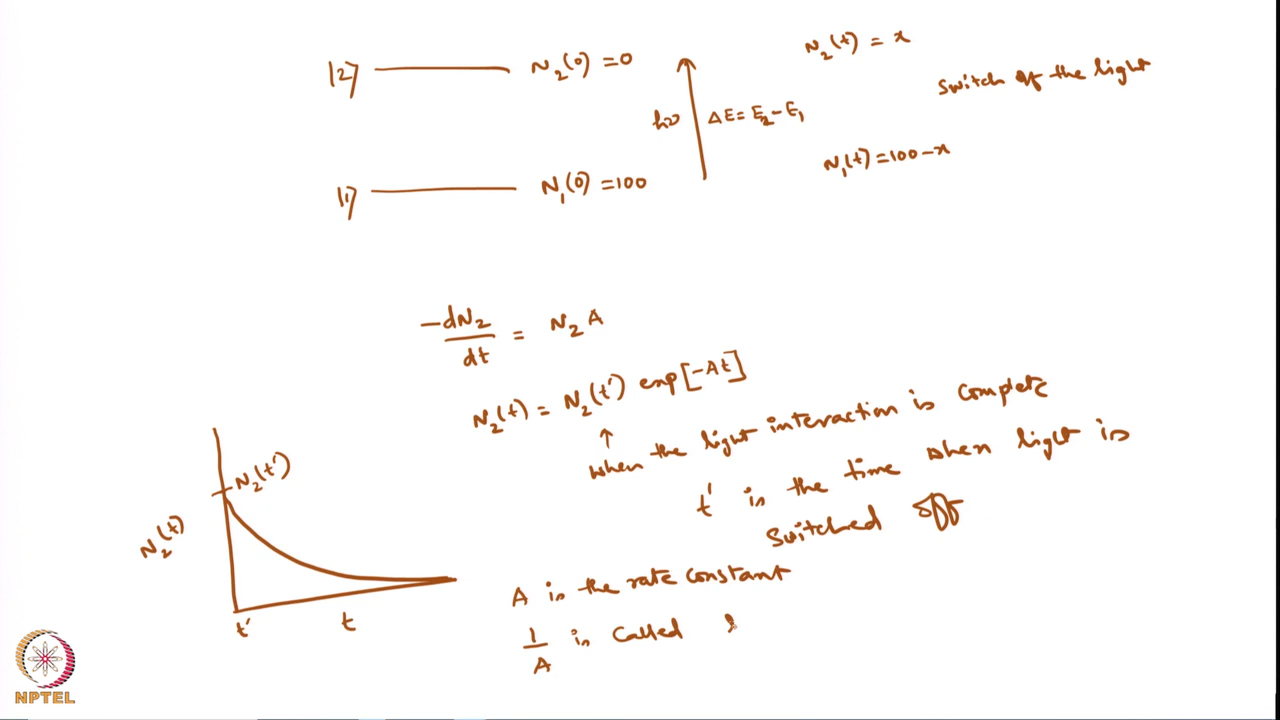 |2⟩ N₂(0) = 0
N₂(t) = x
Switch of the light
hν ΔE = E₂ - E₁
|1⟩ N₁(0) = 100
N₁(t) = 100 - x
-dN₂/dt = N₂ A
N₂(t) = N₂(t') exp[-At]
↑
when the light interaction is complete
t' is the time when light is
switched off
N₂(t')
N₂(t)
t' t
A is the rate constant
1/A is called
NPTEL